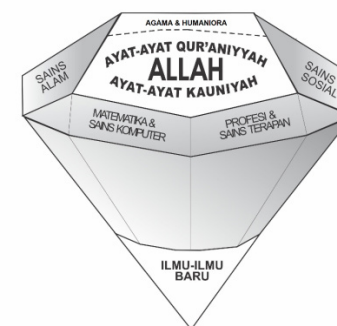 AGAMA & HUMANIORA
AYAT-AYAT QUR'ANIYYAH
ALLAH
AYAT-AYAT KAUNIYAH
SAINS
ALAM
SAINS
SOSIAL
MATEMATIKA &
SAINS KOMPUTER
PROFESI &
SAINS TERAPAN
ILMU-ILMU
BARU